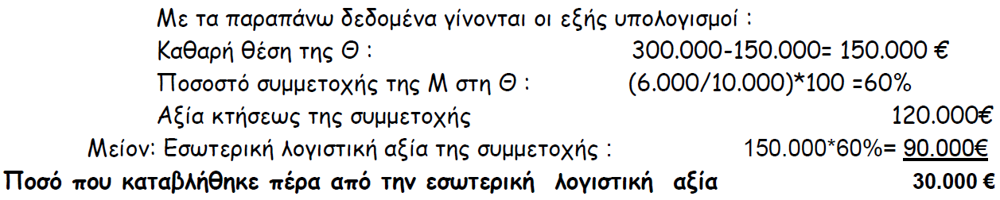 Με τα παραπάνω δεδομένα γίνονται οι εξής υπολογισμοί :
Καθαρή θέση της Θ : 300.000-150.000= 150.000 €
Ποσοστό συμμετοχής της Μ στη Θ : (6.000/10.000)*100 =60%
Αξία κτήσεως της συμμετοχής 120.000€
Μείον: Εσωτερική λογιστική αξία της συμμετοχής : 150.000*60%= 90.000€
Ποσό που καταβλήθηκε πέρα από την εσωτερική λογιστική αξία 30.000 €